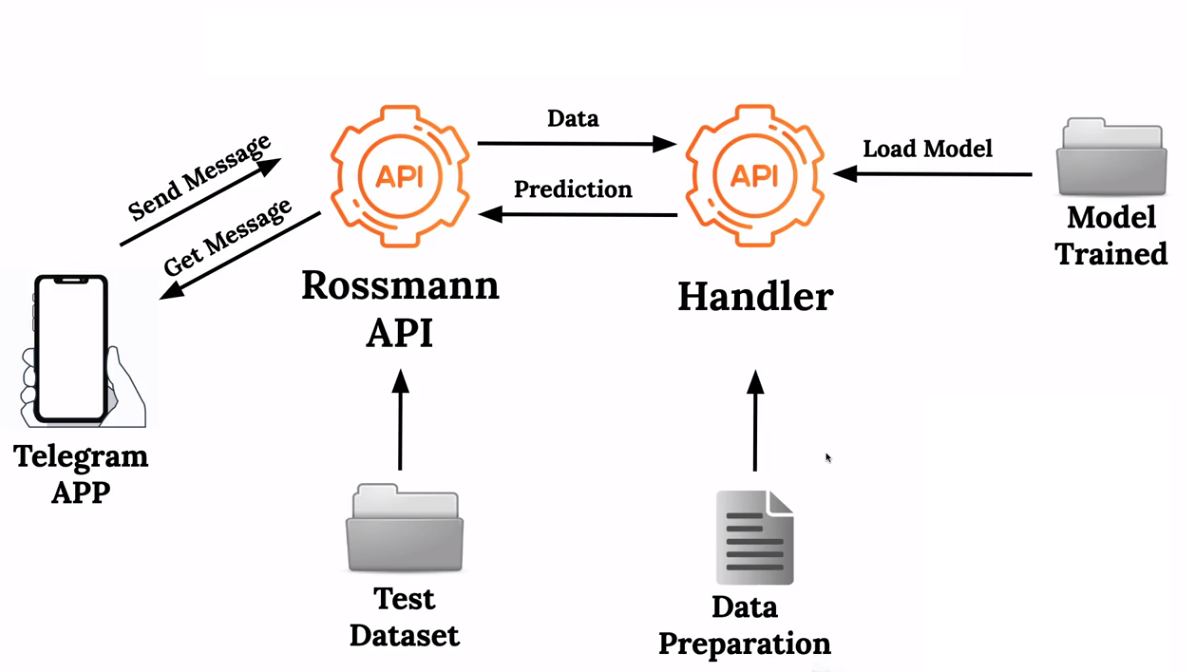 Data
Send Message
API
API
Load Model
Prediction
Get Message
Model
Trained
Rossmann
API
Handler
Telegram
APP
Test
Dataset
Data
Preparation